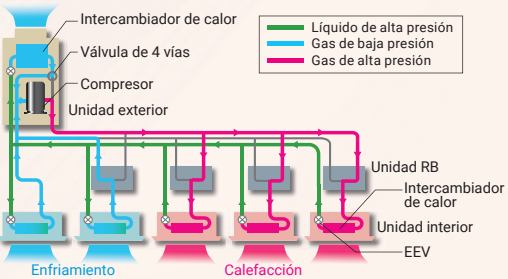 Intercambiador de calor
Válvula de 4 vías
Compresor
Unidad exterior
Líquido de alta presión
Gas de baja presión
Gas de alta presión
Unidad RB
Intercambiador
de calor
Unidad interior
EEV
Enfriamiento
Calefacción